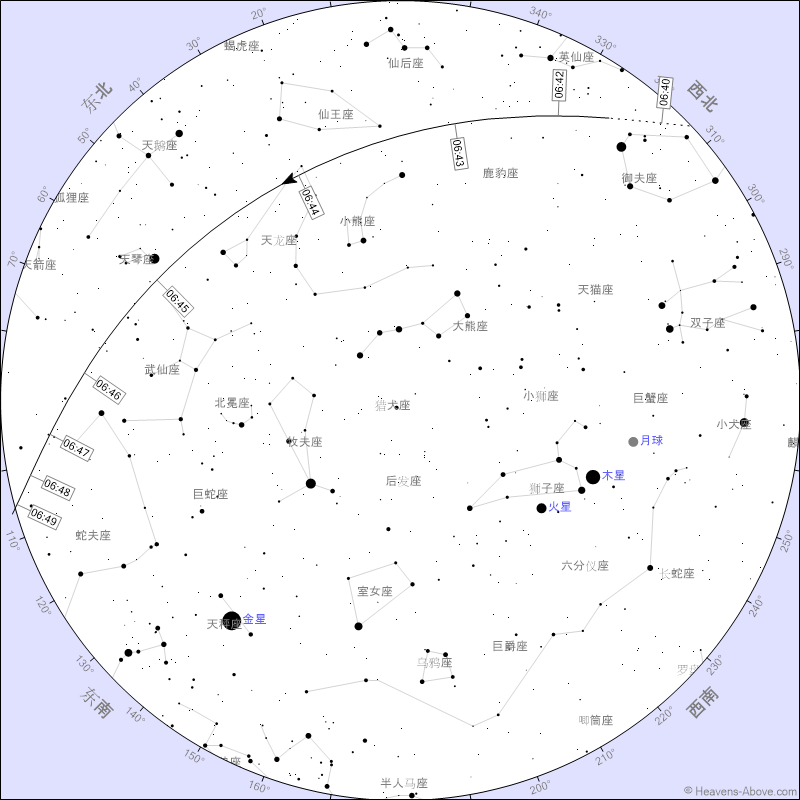 20°
340°
30°
蝎虎座
仙后座
英仙座
330°
东北
40°
06:42
06:40
西北
仙王座
50°
天鹅座
06:43
310°
鹿豹座
御夫座
60°
狐狸座
06:44
小熊座
300°
天龙座
70°
天箭座
天琴座
290°
06:45
天猫座
大熊座
双子座
武仙座
06:46
北冕座
猎犬座
小狮座
巨蟹座
牧夫座
小犬座
月球
06:47
后发座
木星
狮子座
06:48
巨蛇座
火星
06:49
蛇夫座
110°
250°
六分仪座
长蛇座
120°
室女座
240°
金星
天秤座
巨爵座
乌鸦座
130°
230°
东南
140°
220°
西南
唧筒座
150°
210°
160°
半人马座
200°
© Heavens-Above.com